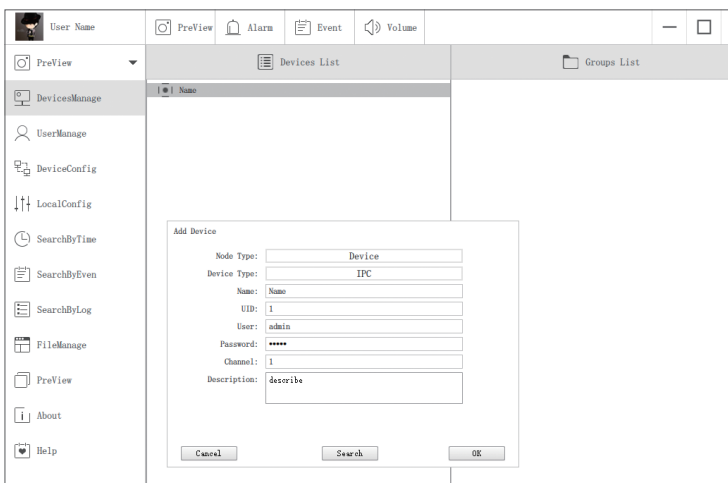 User Name
PreView
Alarm
Event
Volume
PreView
DevicesManage
UserManage
DeviceConfig
LocalConfig
SearchByTime
SearchByEven
SearchByLog
FileManage
PreView
About
Help
Devices List
Groups List
Name
Add Device
Node Type: Device
Device Type: IPC
Name: Name
UID: 1
User: admin
Password: •••••
Channel: 1
Description: describe
Cancel
Search
OK